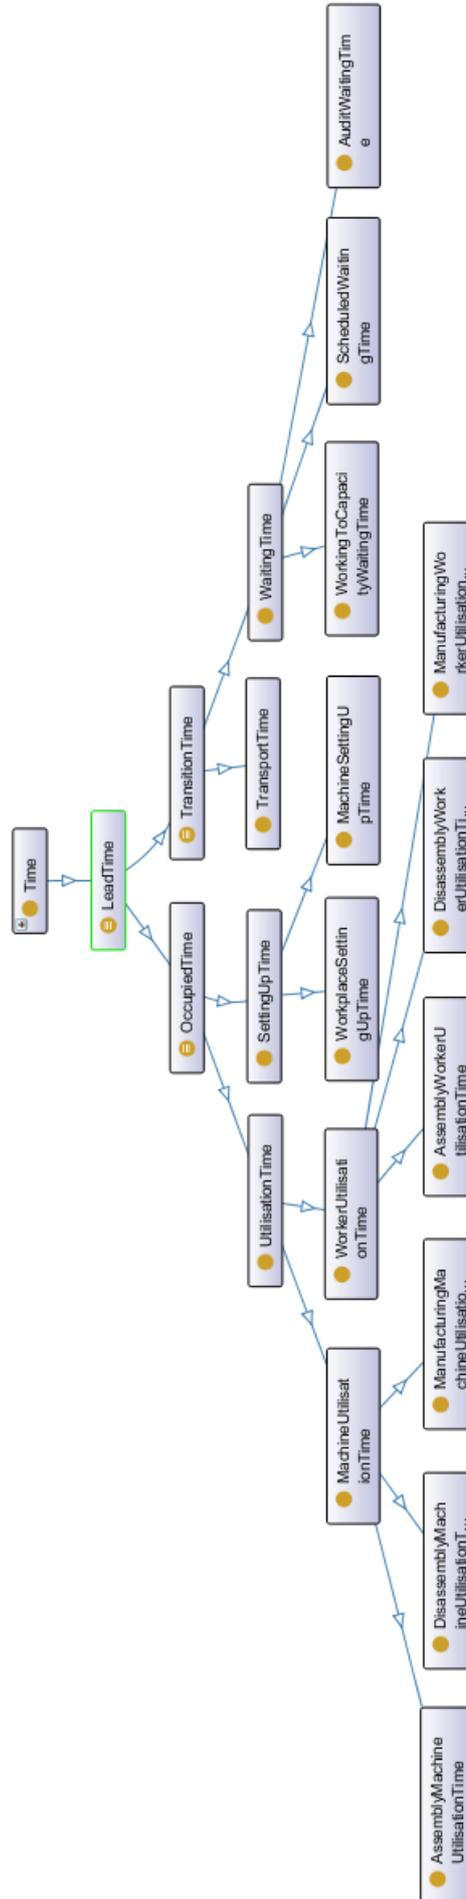 Time
LeadTime
OccupiedTime
TransitionTime
UtilisationTime
SettingUpTime
TransportTime
WaitingTime
MachineUtilisat
ionTime
WorkerUtilisati
onTime
WorkplaceSettin
gUpTime
MachineSettingU
pTime
WorkingToCapaci
tyWaitingTime
ScheduledWaitin
gTime
AuditWaitingTim
e
AssemblyMachine
UtilisationTime
DisassemblyMach
ineUtilisationT...
ManufacturingMa
chineUtilisatio...
AssemblyWorkerU
tilisationTime
DisassemblyWork
erUtilisationTi...
ManufacturingWo
rkerUtilisation...